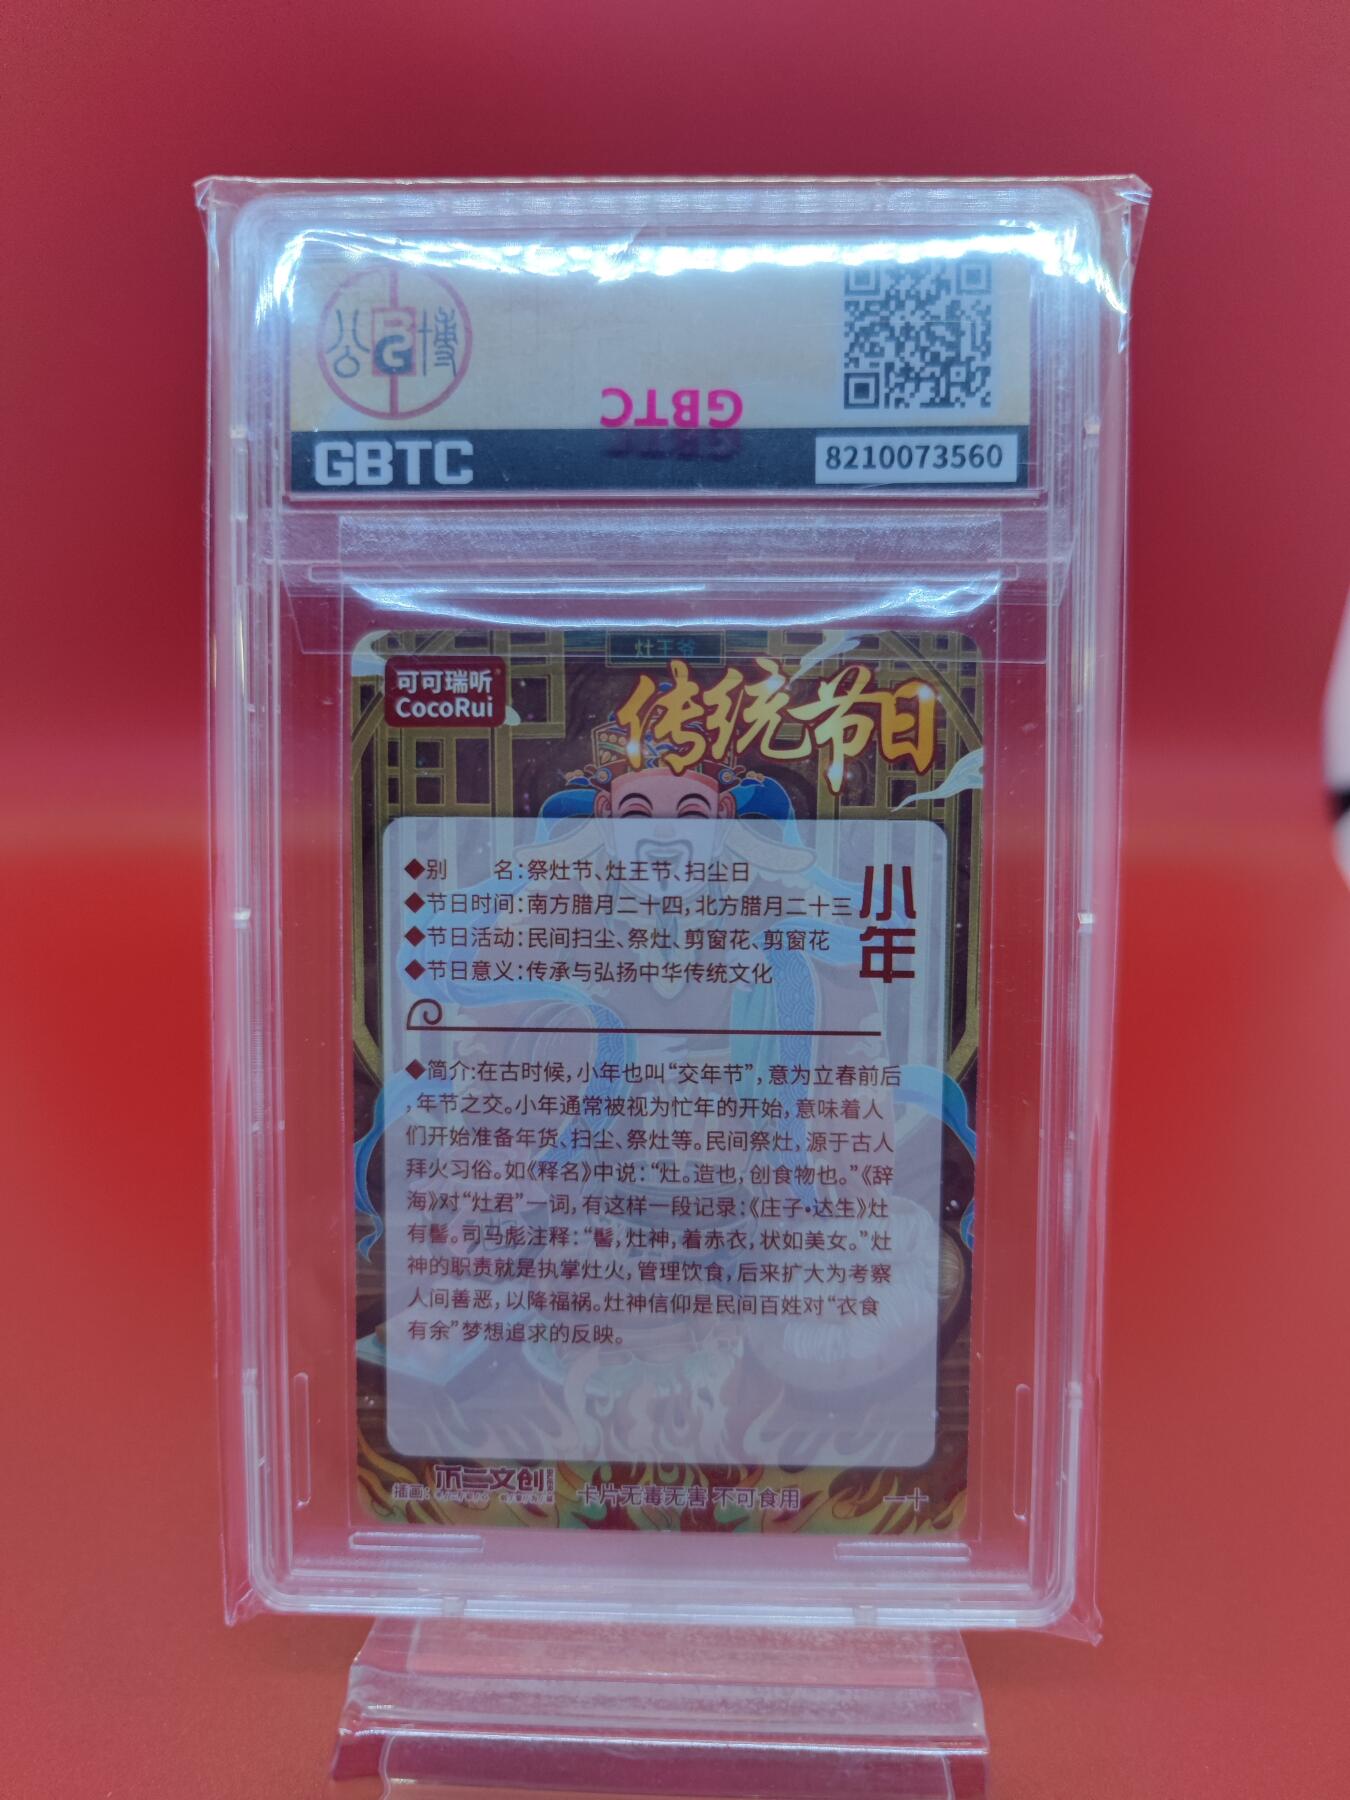 公 BG 博
GBTC
GBTC
8210073560
灶王爷
可可瑞听
CocoRui
传统节日
◆别 名:祭灶节、灶王节、扫尘日
◆节日时间:南方腊月二十四,北方腊月二十三
◆节日活动:民间扫尘、祭灶、剪窗花、剪窗花
◆节日意义:传承与弘扬中华传统文化
小年
◆简介:在古时候,小年也叫“交年节”,意为立春前后
,年节之交。小年通常被视为忙年的开始,意味着人
们开始准备年货、扫尘、祭灶等。民间祭灶,源于古人
拜火习俗。如《释名》中说:“灶。造也,创食物也。”《辞
海》对“灶君”一词,有这样一段记录:《庄子•达生》灶
有髻。司马彪注释:“髻,灶神,着赤衣,状如美女。”灶
神的职责就是执掌灶火,管理饮食,后来扩大为考察
人间善恶,以降福祸。灶神信仰是民间百姓对“衣食
有余”梦想追求的反映。
插画: 不二文创
卡片无毒无害 不可食用
一十